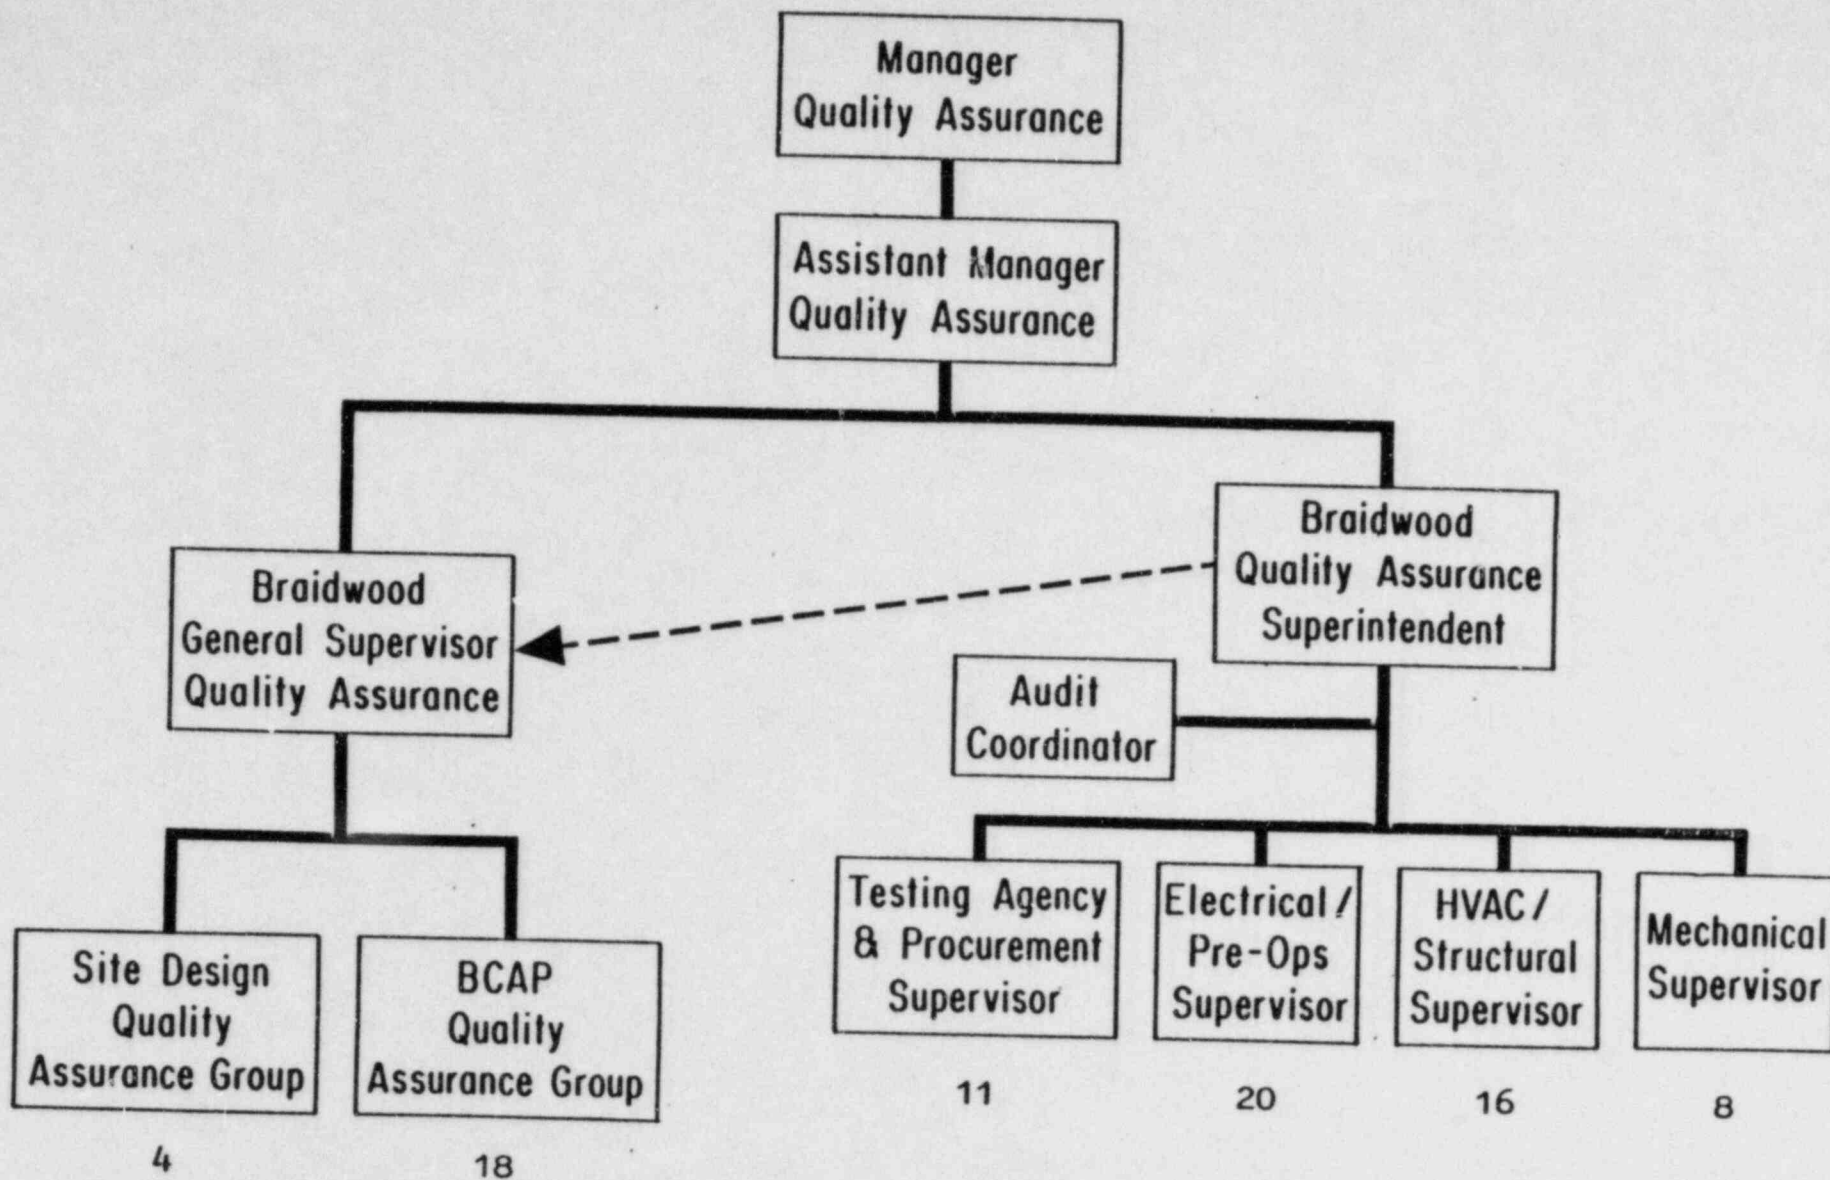 Manager
Quality Assurance
Assistant Manager
Quality Assurance
Braidwood
General Supervisor
Quality Assurance
Braidwood
Quality Assurance
Superintendent
Audit
Coordinator
Site Design
Quality
Assurance Group
4
BCAP
Quality
Assurance Group
18
Testing Agency
& Procurement
Supervisor
11
Electrical/
Pre-Ops
Supervisor
20
HVAC/
Structural
Supervisor
16
Mechanical
Supervisor
8